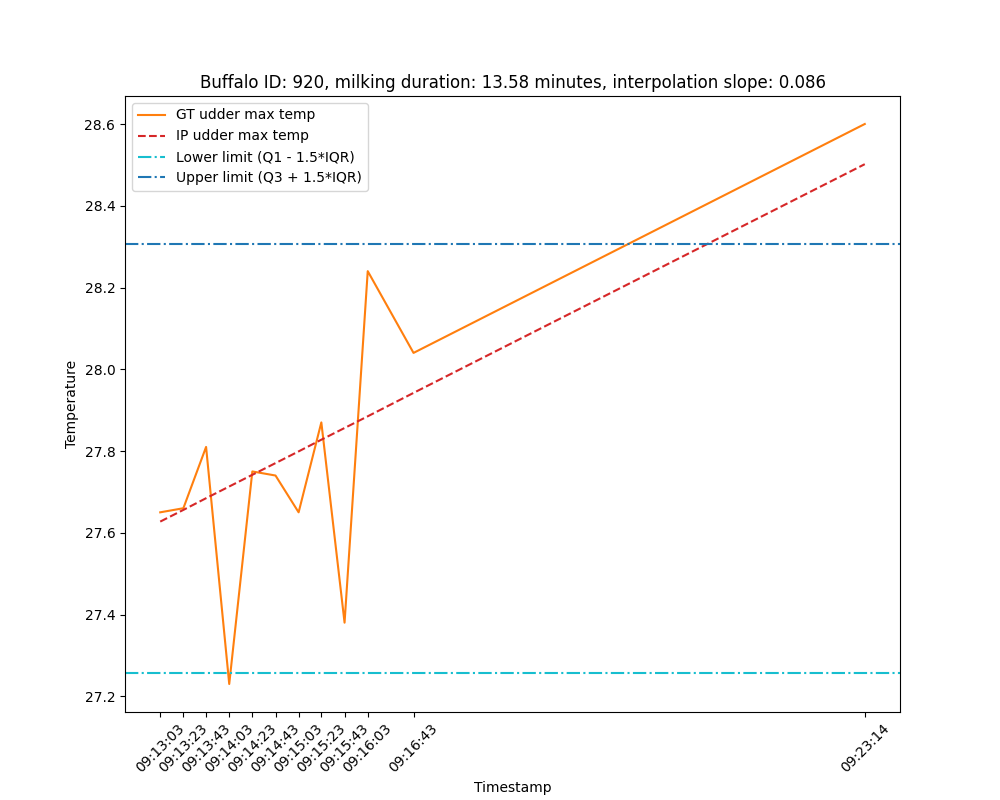 Buffalo ID: 920, milking duration: 13.58 minutes, interpolation slope: 0.086
GT udder max temp
IP udder max temp
Lower limit (Q1 - 1.5*IQR)
Upper limit (Q3 + 1.5*IQR)
28.6
28.4
28.2
28.0
27.8
27.6
27.4
27.2
Temperature
09:13:03
09:13:23
09:13:43
09:14:03
09:14:23
09:14:43
09:15:03
09:15:23
09:15:43
09:16:03
09:16:43
09:23:14
Timestamp